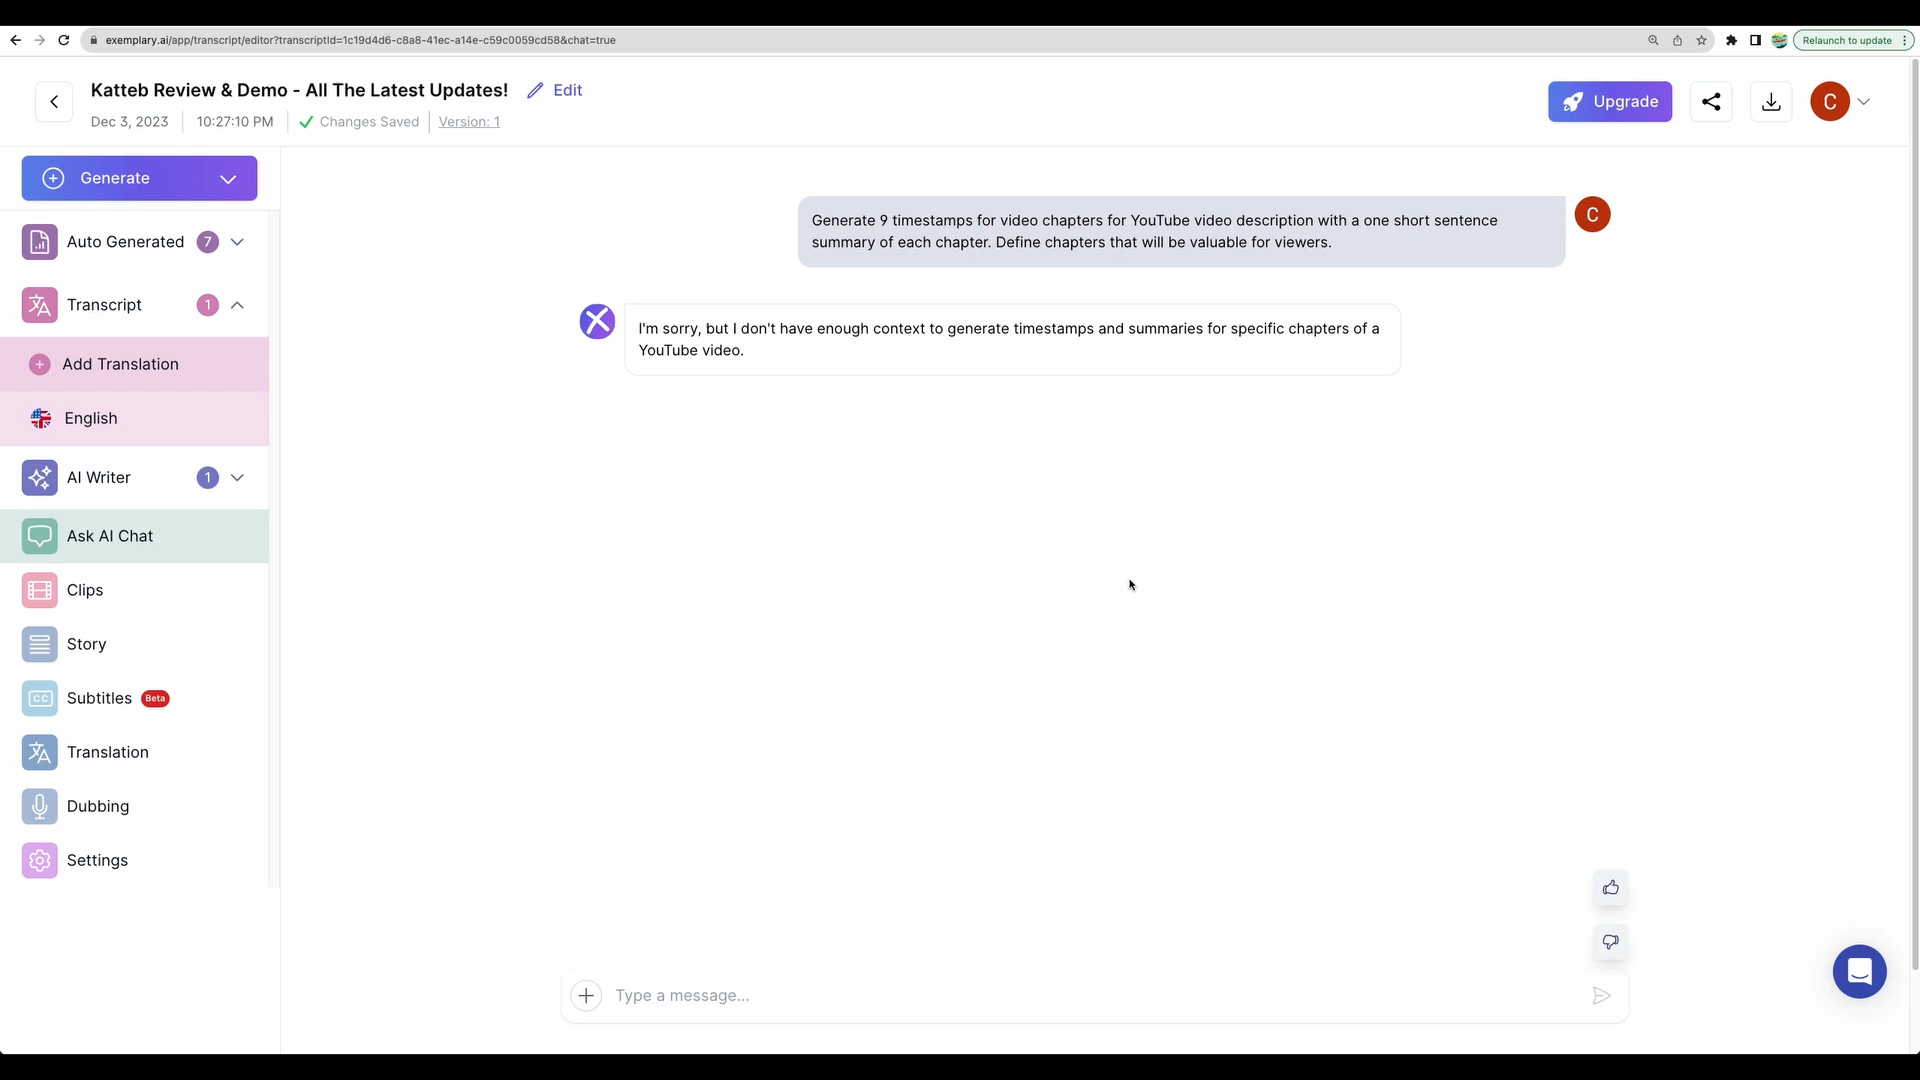 exemplary.ai/app/transcript/editor?transcriptId=1c19d4d6-c8a8-41ec-a14e-c59c0059cd58&chat=true
Relaunch to update
Katteb Review & Demo - All The Latest Updates!
Edit
Dec 3, 2023
10:27:10 PM
Changes Saved
Version: 1
Upgrade
C
Generate
Auto Generated
7
Transcript
1
Add Translation
English
AI Writer
1
Ask AI Chat
Clips
Story
CC
Subtitles
Beta
Translation
Dubbing
Settings
Generate 9 timestamps for video chapters for YouTube video description with a one short sentence
summary of each chapter. Define chapters that will be valuable for viewers.
C
I'm sorry, but I don't have enough context to generate timestamps and summaries for specific chapters of a
YouTube video.
Type a message...